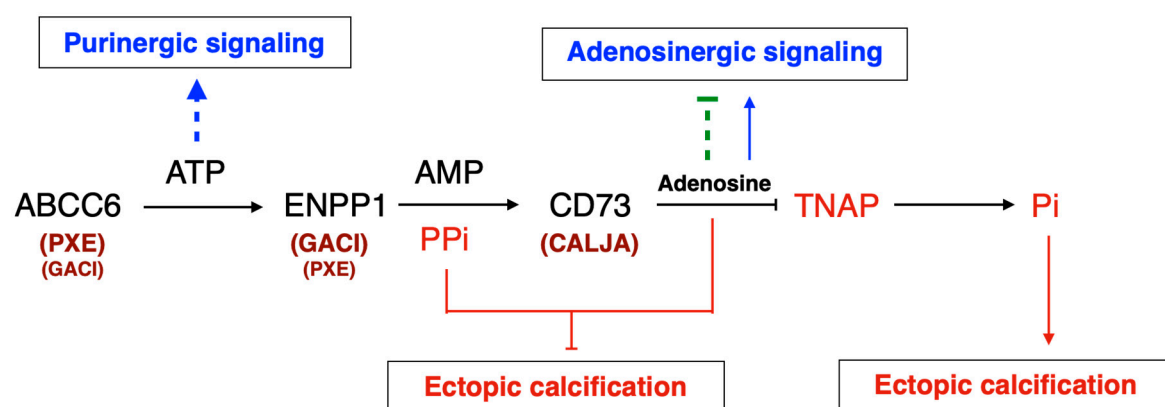 Purinergic signaling
Adenosinergic signaling
ATP
AMP
Adenosine
ABCC6
ENPP1
CD73
TNAP
Pi
(PXE)
(GACI)
PPi
(CALJA)
(GACI)
(PXE)
Ectopic calcification
Ectopic calcification